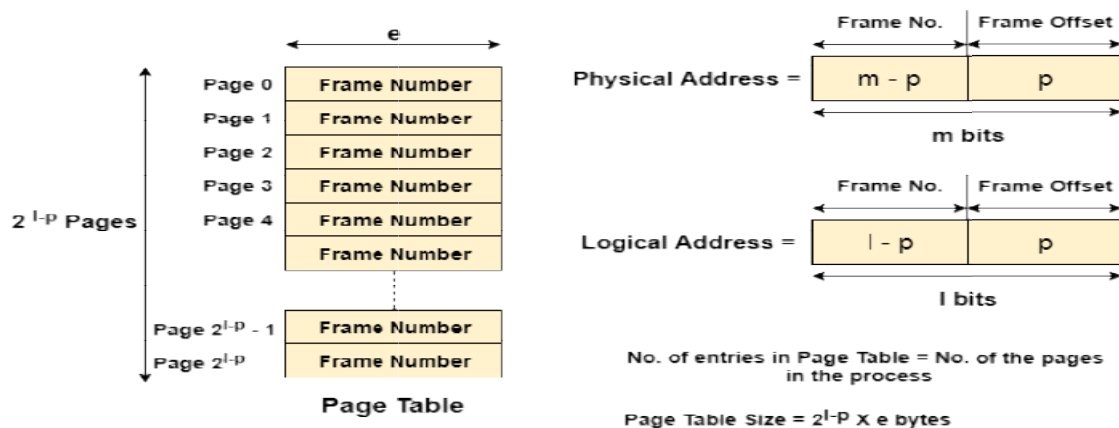 e
Page 0 Frame Number
Page 1 Frame Number
Page 2 Frame Number
Page 3 Frame Number
Page 4 Frame Number
Frame Number
2^l-p Pages
Page 2^l-p - 1 Frame Number
Page 2^l-p Frame Number
Page Table
Frame No. Frame Offset
Physical Address = m - p p
m bits
Frame No. Frame Offset
Logical Address = l - p p
l bits
No. of entries in Page Table = No. of the pages
in the process
Page Table Size = 2^l-p X e bytes